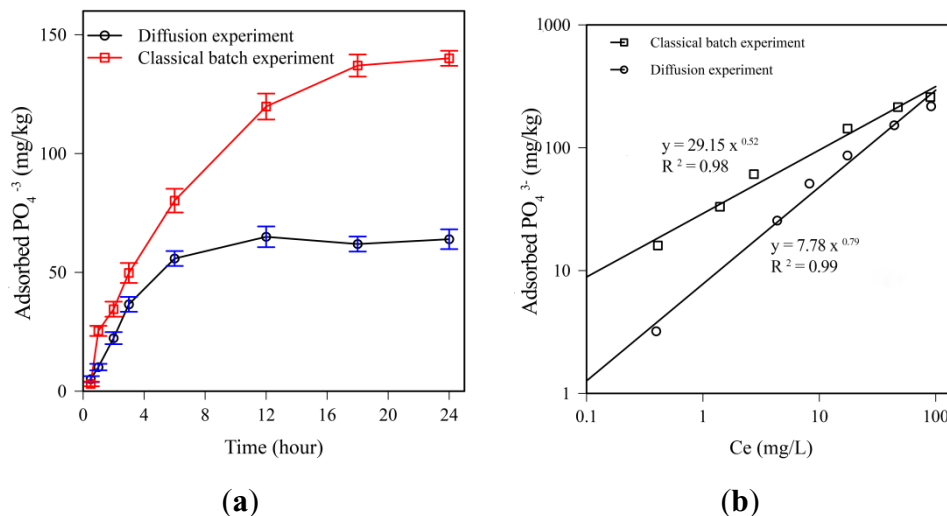 Adsorbed PO4 -3 (mg/kg)
150
100
50
0
Diffusion experiment
Classical batch experiment
0 4 8 12 16 20 24
Time (hour)
(a)
Adsorbed PO4 3- (mg/kg)
1000
100
10
1
Classical batch experiment
Diffusion experiment
y = 29.15 x 0.52
R 2 = 0.98
y = 7.78 x 0.79
R 2 = 0.99
0.1 1 10 100
Ce (mg/L)
(b)